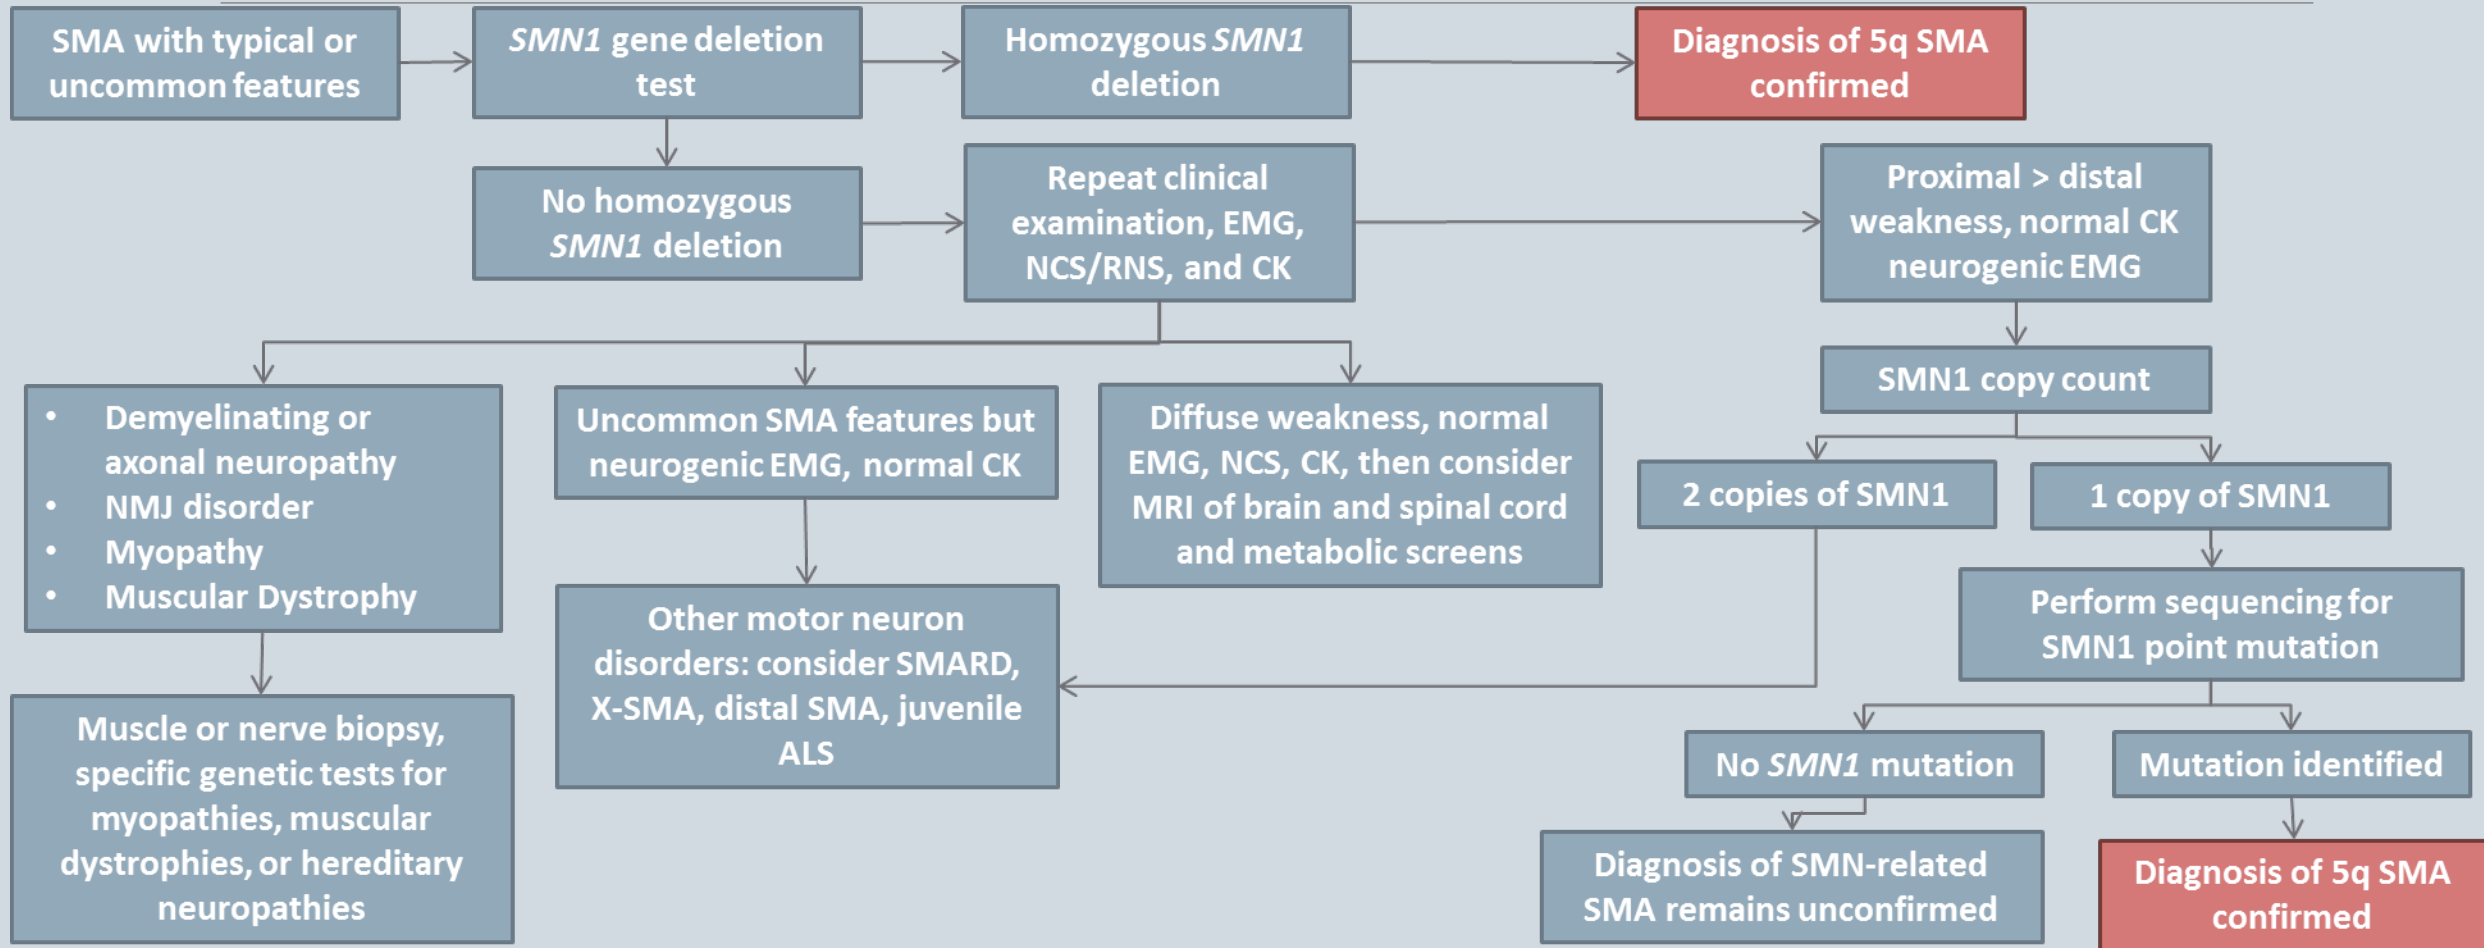 SMA with typical or
uncommon features
SMN1 gene deletion
test
Homozygous SMN1
deletion
Diagnosis of 5q SMA
confirmed
No homozygous
SMN1 deletion
Repeat clinical
examination, EMG,
NCS/RNS, and CK
Proximal > distal
weakness, normal CK
neurogenic EMG
SMN1 copy count
• Demyelinating or
axonal neuropathy
• NMJ disorder
• Myopathy
• Muscular Dystrophy
Uncommon SMA features but
neurogenic EMG, normal CK
Diffuse weakness, normal
EMG, NCS, CK, then consider
MRI of brain and spinal cord
and metabolic screens
2 copies of SMN1
1 copy of SMN1
Other motor neuron
disorders: consider SMARD,
X-SMA, distal SMA, juvenile
ALS
Perform sequencing for
SMN1 point mutation
Muscle or nerve biopsy,
specific genetic tests for
myopathies, muscular
dystrophies, or hereditary
neuropathies
No SMN1 mutation
Mutation identified
Diagnosis of SMN-related
SMA remains unconfirmed
Diagnosis of 5q SMA
confirmed